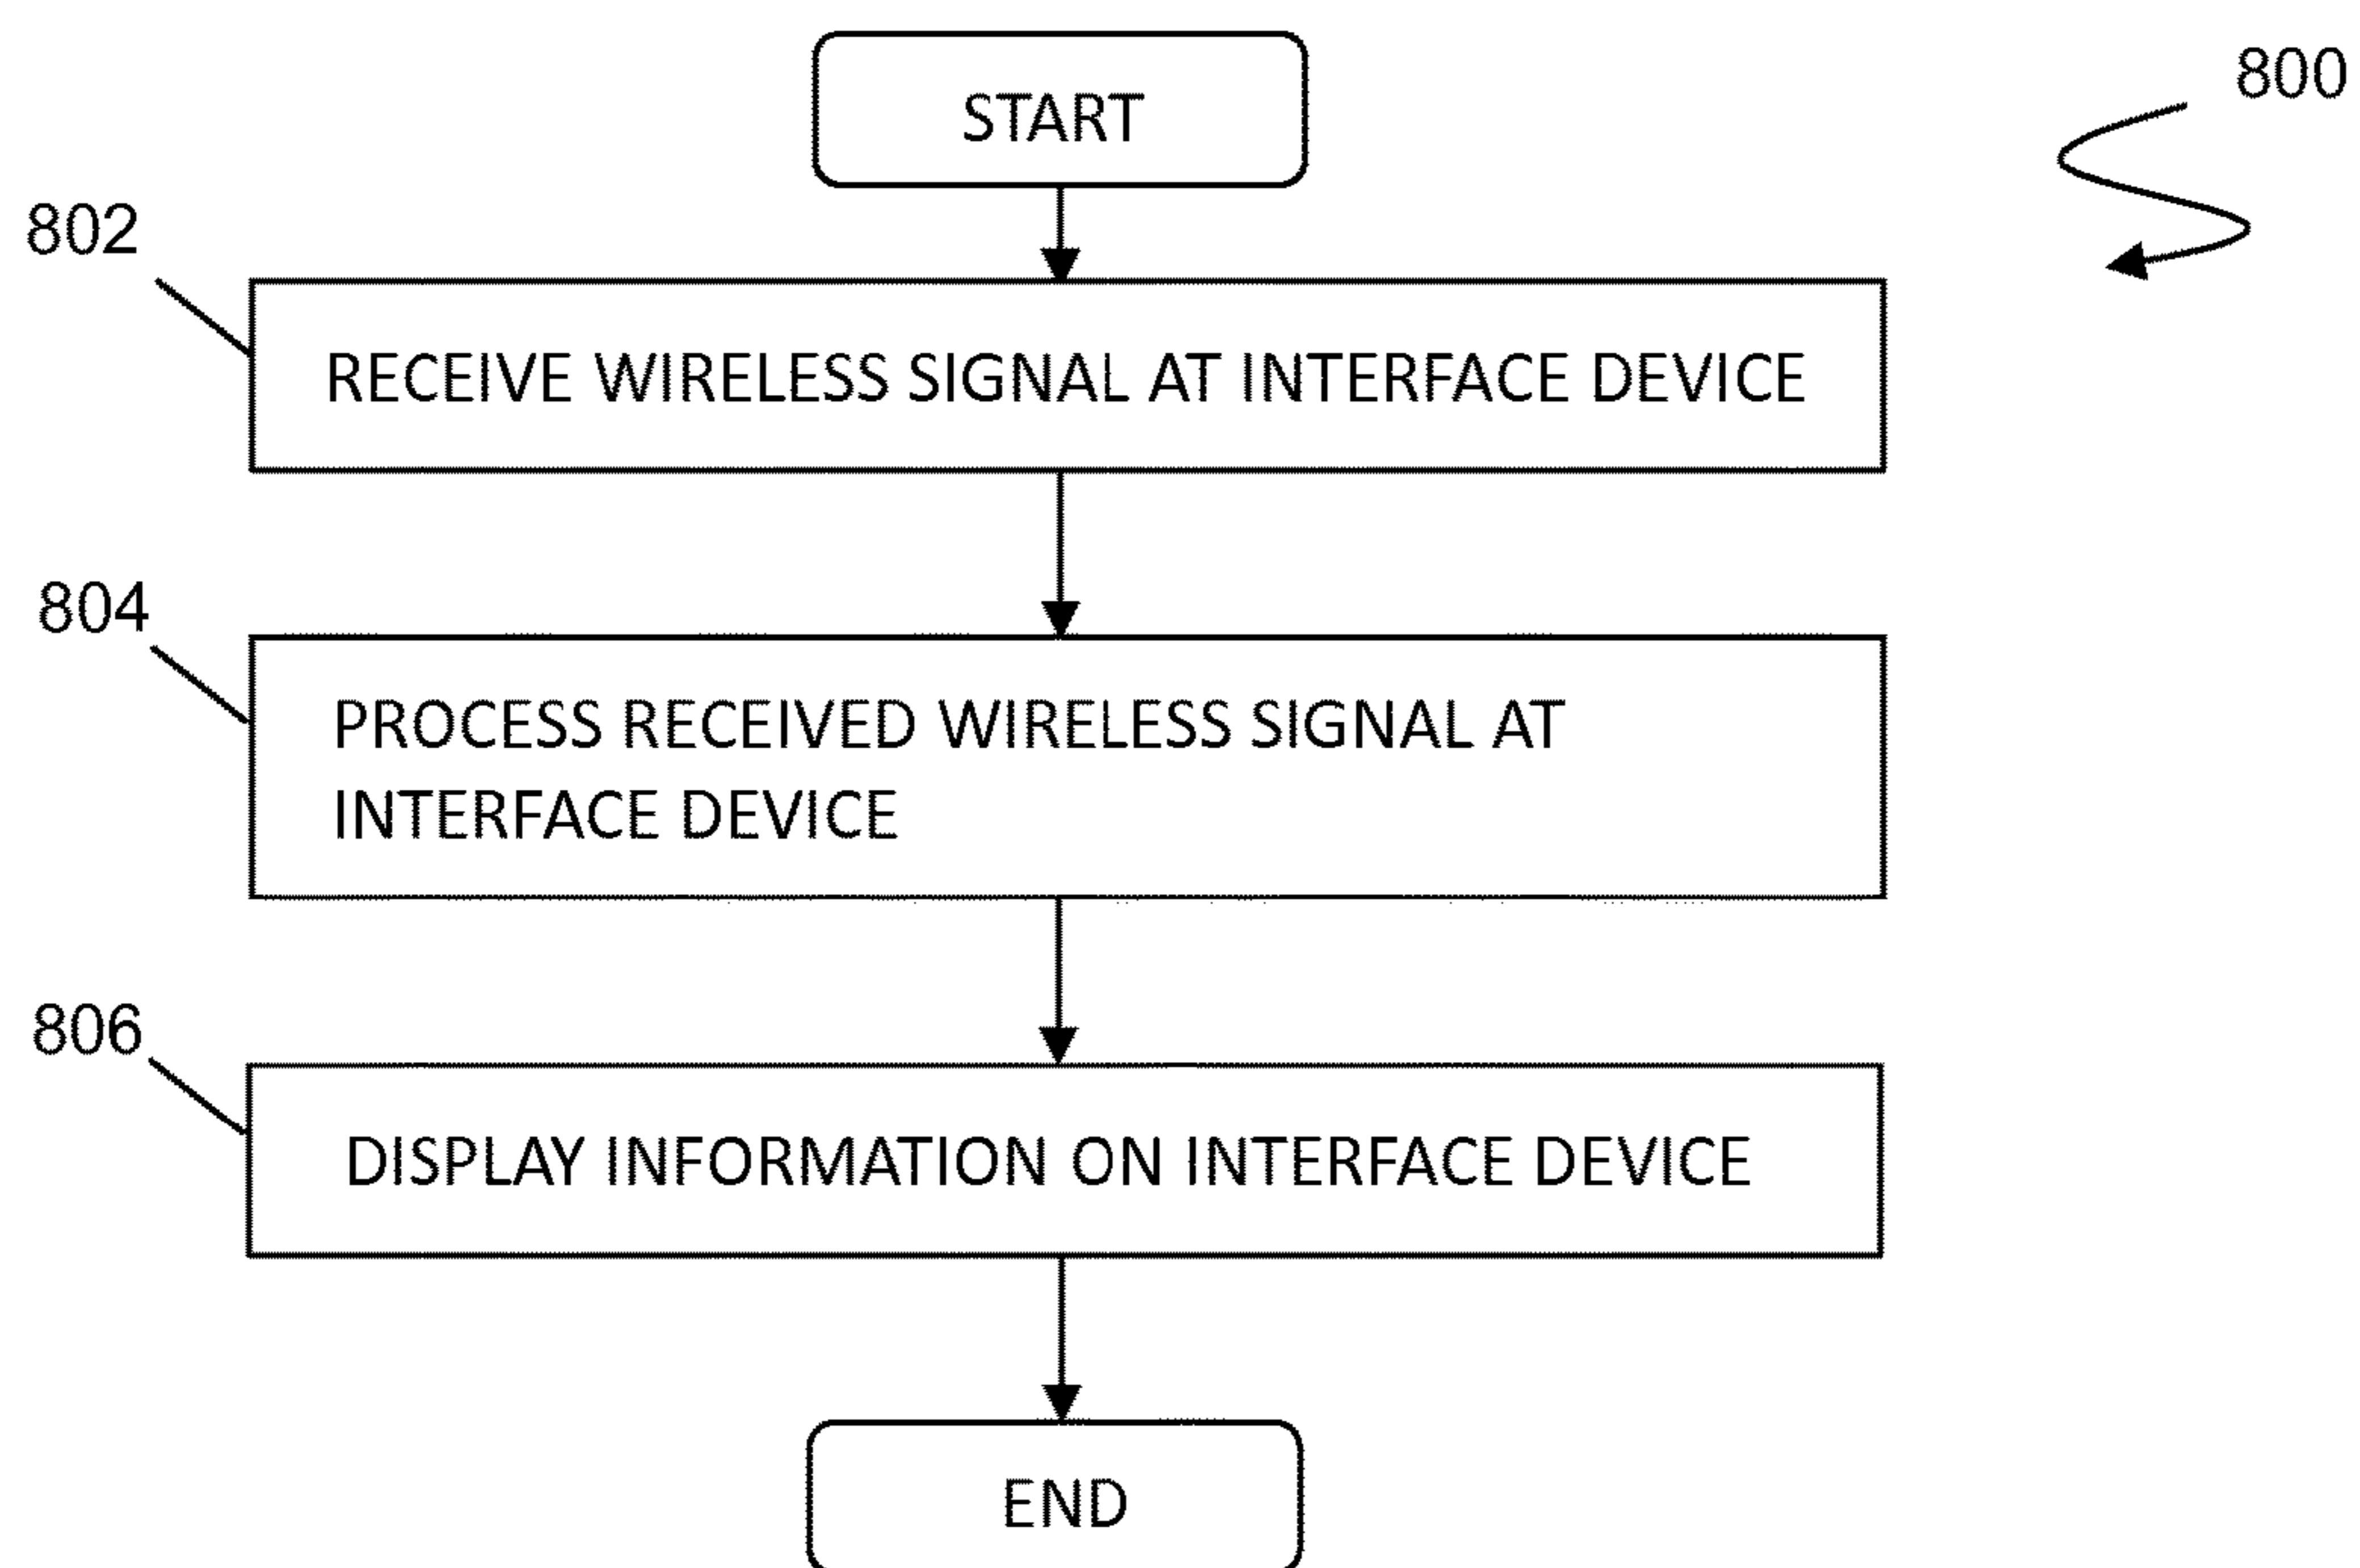 START
800
802
RECEIVE WIRELESS SIGNAL AT INTERFACE DEVICE
804
PROCESS RECEIVED WIRELESS SIGNAL AT
INTERFACE DEVICE
806
DISPLAY INFORMATION ON INTERFACE DEVICE
END